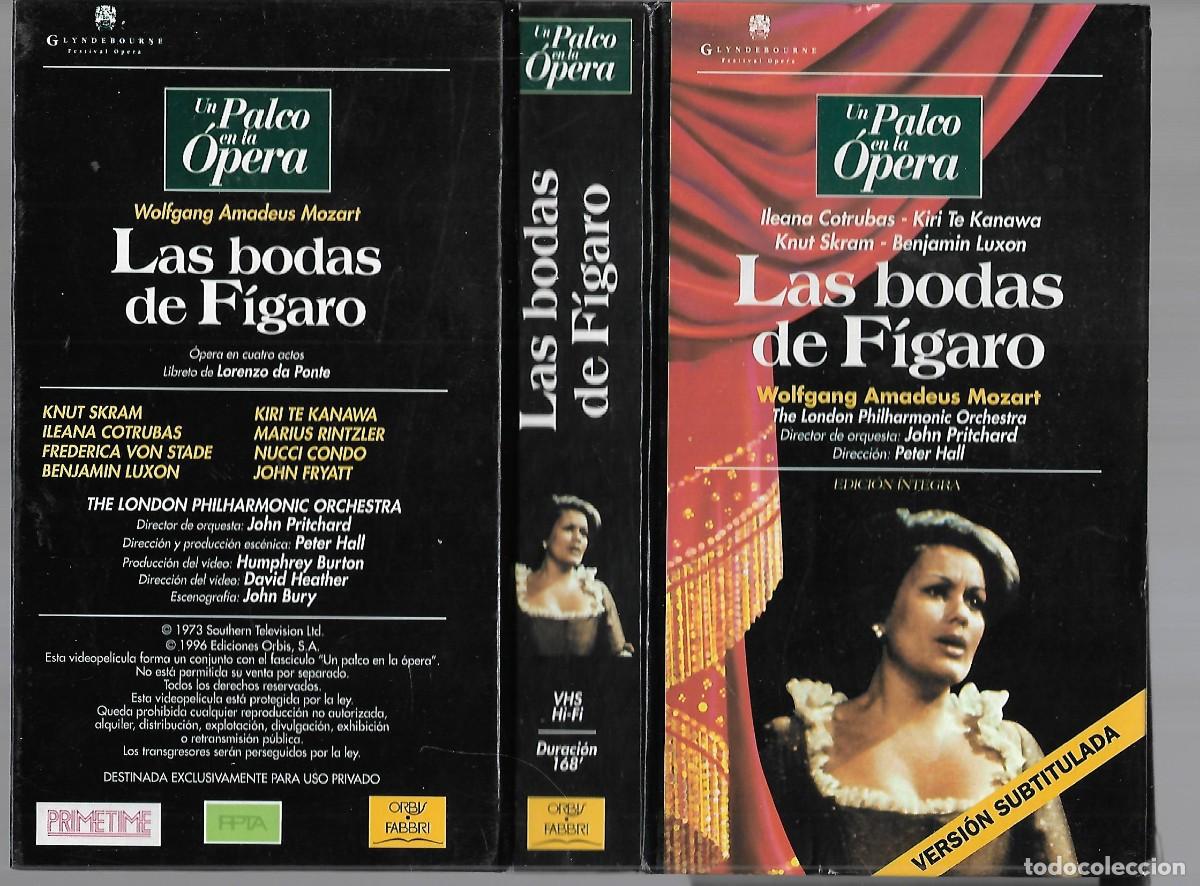 GLYNDEBOURNE
Festival Opera
Un Palco
en la
Ópera
Wolfgang Amadeus Mozart
Las bodas
de Fígaro
Ópera en cuatro actos
Libreto de Lorenzo da Ponte
KNUT SKRAM
ILEANA COTRUBAS
FREDERICA VON STADE
BENJAMIN LUXON
KIRI TE KANAWA
MARIUS RINTZLER
NUCCI CONDO
JOHN FRYATT
THE LONDON PHILHARMONIC ORCHESTRA
Director de orquesta: John Pritchard
Dirección y producción escénica: Peter Hall
Producción del vídeo: Humphrey Burton
Dirección del vídeo: David Heather
Escenografía: John Bury
© 1973 Southern Television Ltd.
© 1996 Ediciones Orbis, S.A.
Esta videopelícula forma un conjunto con el fascículo "Un palco en la ópera".
No está permitida su venta por separado.
Todos los derechos reservados.
Esta videopelícula está protegida por la ley.
Queda prohibida cualquier reproducción no autorizada,
alquiler, distribución, explotación, divulgación, exhibición
o retransmisión pública.
Los transgresores serán perseguidos por la ley.
DESTINADA EXCLUSIVAMENTE PARA USO PRIVADO
PRIMETIME
RPTA
ORBIS
FABBRI
Un Palco
en la
Ópera
Las bodas
de Fígaro
VHS
Hi-Fi
Duración
168'
ORBIS
FABBRI
GLYNDEBOURNE
Festival Opera
Un Palco
en la
Ópera
Ileana Cotrubas - Kiri Te Kanawa
Knut Skram - Benjamin Luxon
Las bodas
de Fígaro
Wolfgang Amadeus Mozart
The London Philharmonic Orchestra
Director de orquesta: John Pritchard
Dirección: Peter Hall
EDICIÓN ÍNTEGRA
VERSIÓN SUBTITULADA
todocoleccion